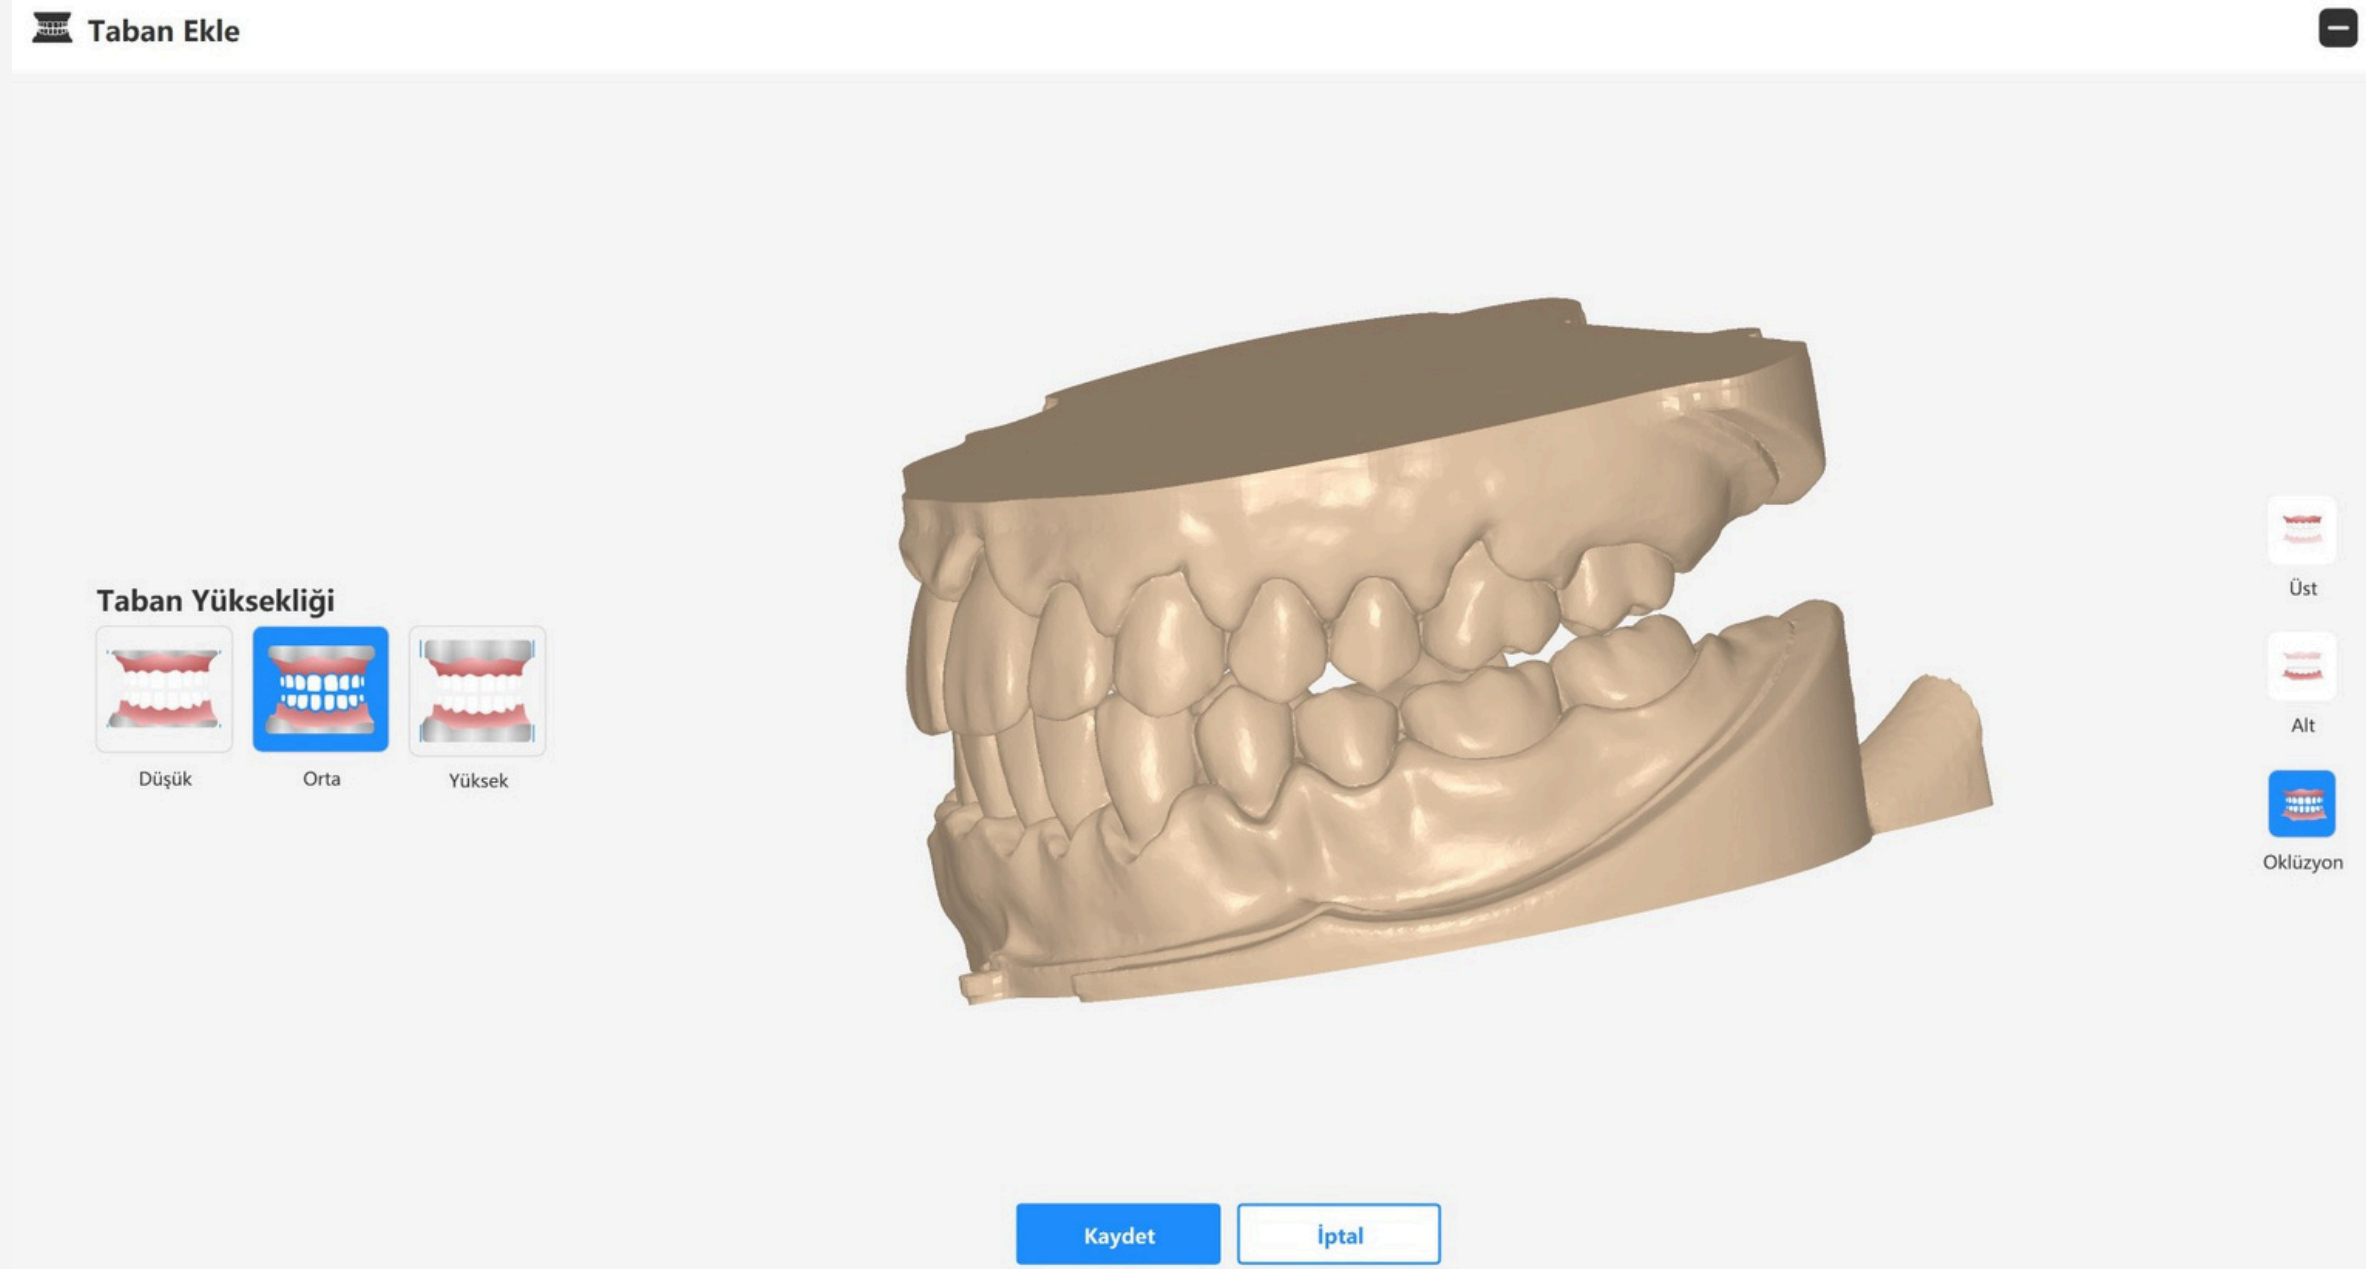 Taban Ekle
Taban Yüksekliği
Düşük
Orta
Yüksek
Üst
Alt
Oklüzyon
Kaydet
İptal